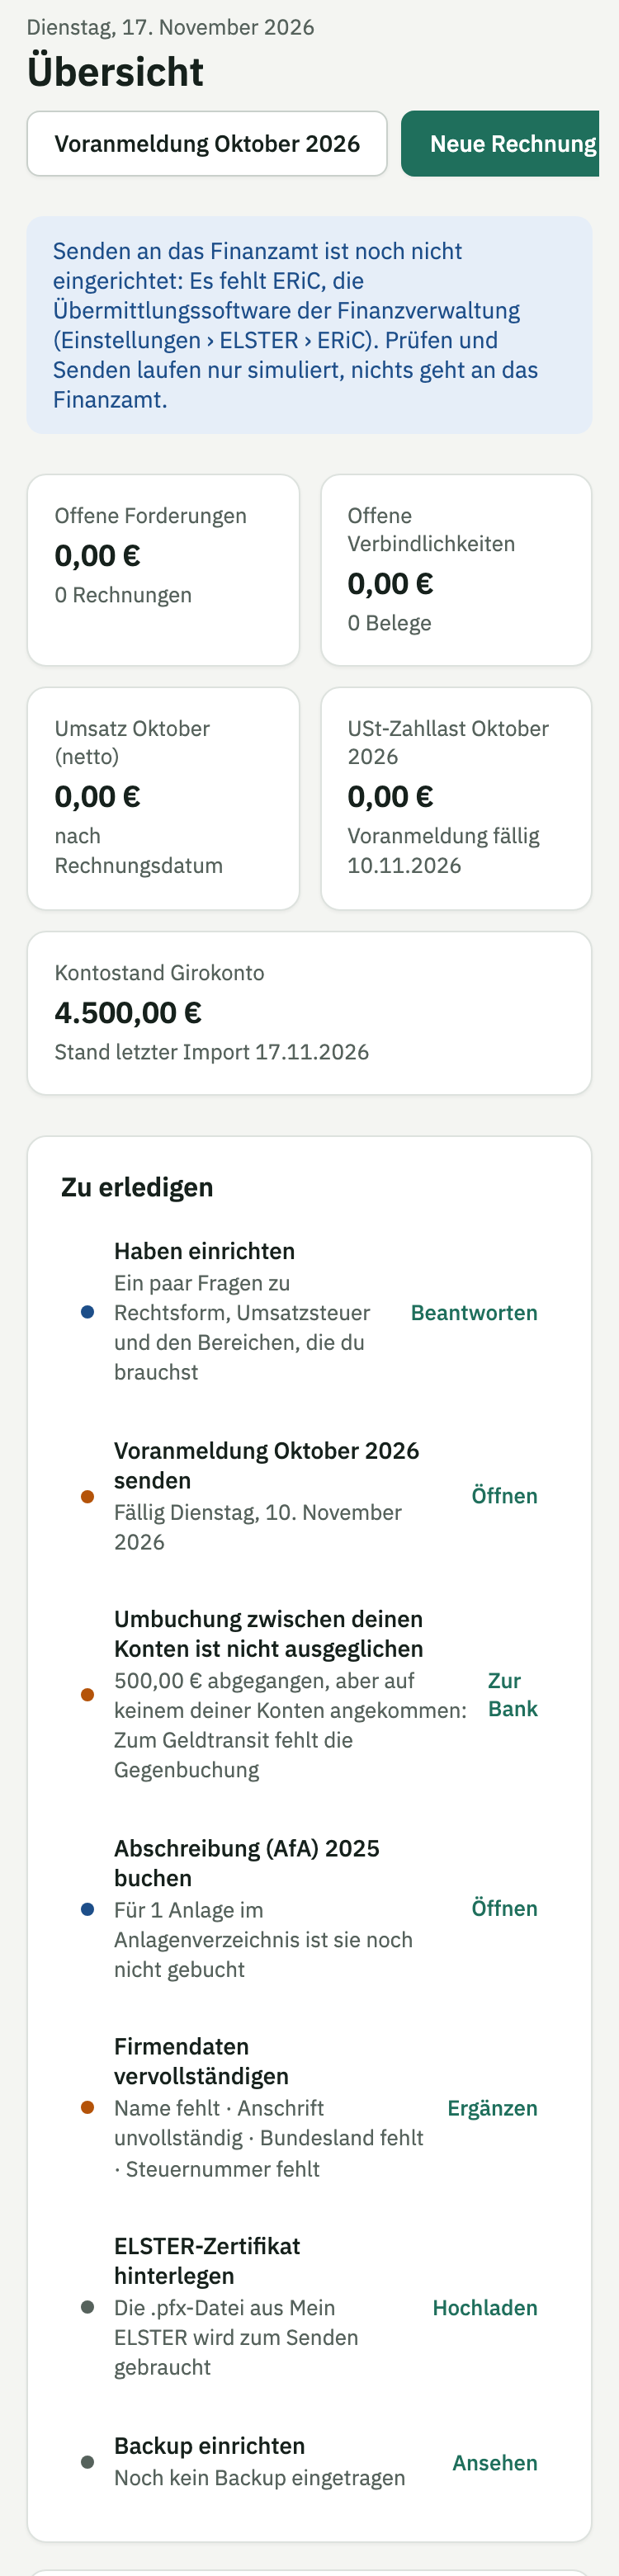 Dienstag, 17. November 2026
Übersicht
Voranmeldung Oktober 2026
Neue Rechnung
Senden an das Finanzamt ist noch nicht
eingerichtet: Es fehlt ERiC, die
Übermittlungssoftware der Finanzverwaltung
(Einstellungen › ELSTER › ERiC). Prüfen und
Senden laufen nur simuliert, nichts geht an das
Finanzamt.
Offene Forderungen
0,00 €
0 Rechnungen
Offene
Verbindlichkeiten
0,00 €
0 Belege
Umsatz Oktober
(netto)
0,00 €
nach
Rechnungsdatum
USt-Zahllast Oktober
2026
0,00 €
Voranmeldung fällig
10.11.2026
Kontostand Girokonto
4.500,00 €
Stand letzter Import 17.11.2026
Zu erledigen
Haben einrichten
Ein paar Fragen zu
Rechtsform, Umsatzsteuer
und den Bereichen, die du
brauchst
Beantworten
Voranmeldung Oktober 2026
senden
Fällig Dienstag, 10. November
2026
Öffnen
Umbuchung zwischen deinen
Konten ist nicht ausgeglichen
500,00 € abgegangen, aber auf
keinem deiner Konten angekommen:
Zum Geldtransit fehlt die
Gegenbuchung
Zur
Bank
Abschreibung (AfA) 2025
buchen
Für 1 Anlage im
Anlagenverzeichnis ist sie noch
nicht gebucht
Öffnen
Firmendaten
vervollständigen
Name fehlt · Anschrift
unvollständig · Bundesland fehlt
· Steuernummer fehlt
Ergänzen
ELSTER-Zertifikat
hinterlegen
Die .pfx-Datei aus Mein
ELSTER wird zum Senden
gebraucht
Hochladen
Backup einrichten
Noch kein Backup eingetragen
Ansehen